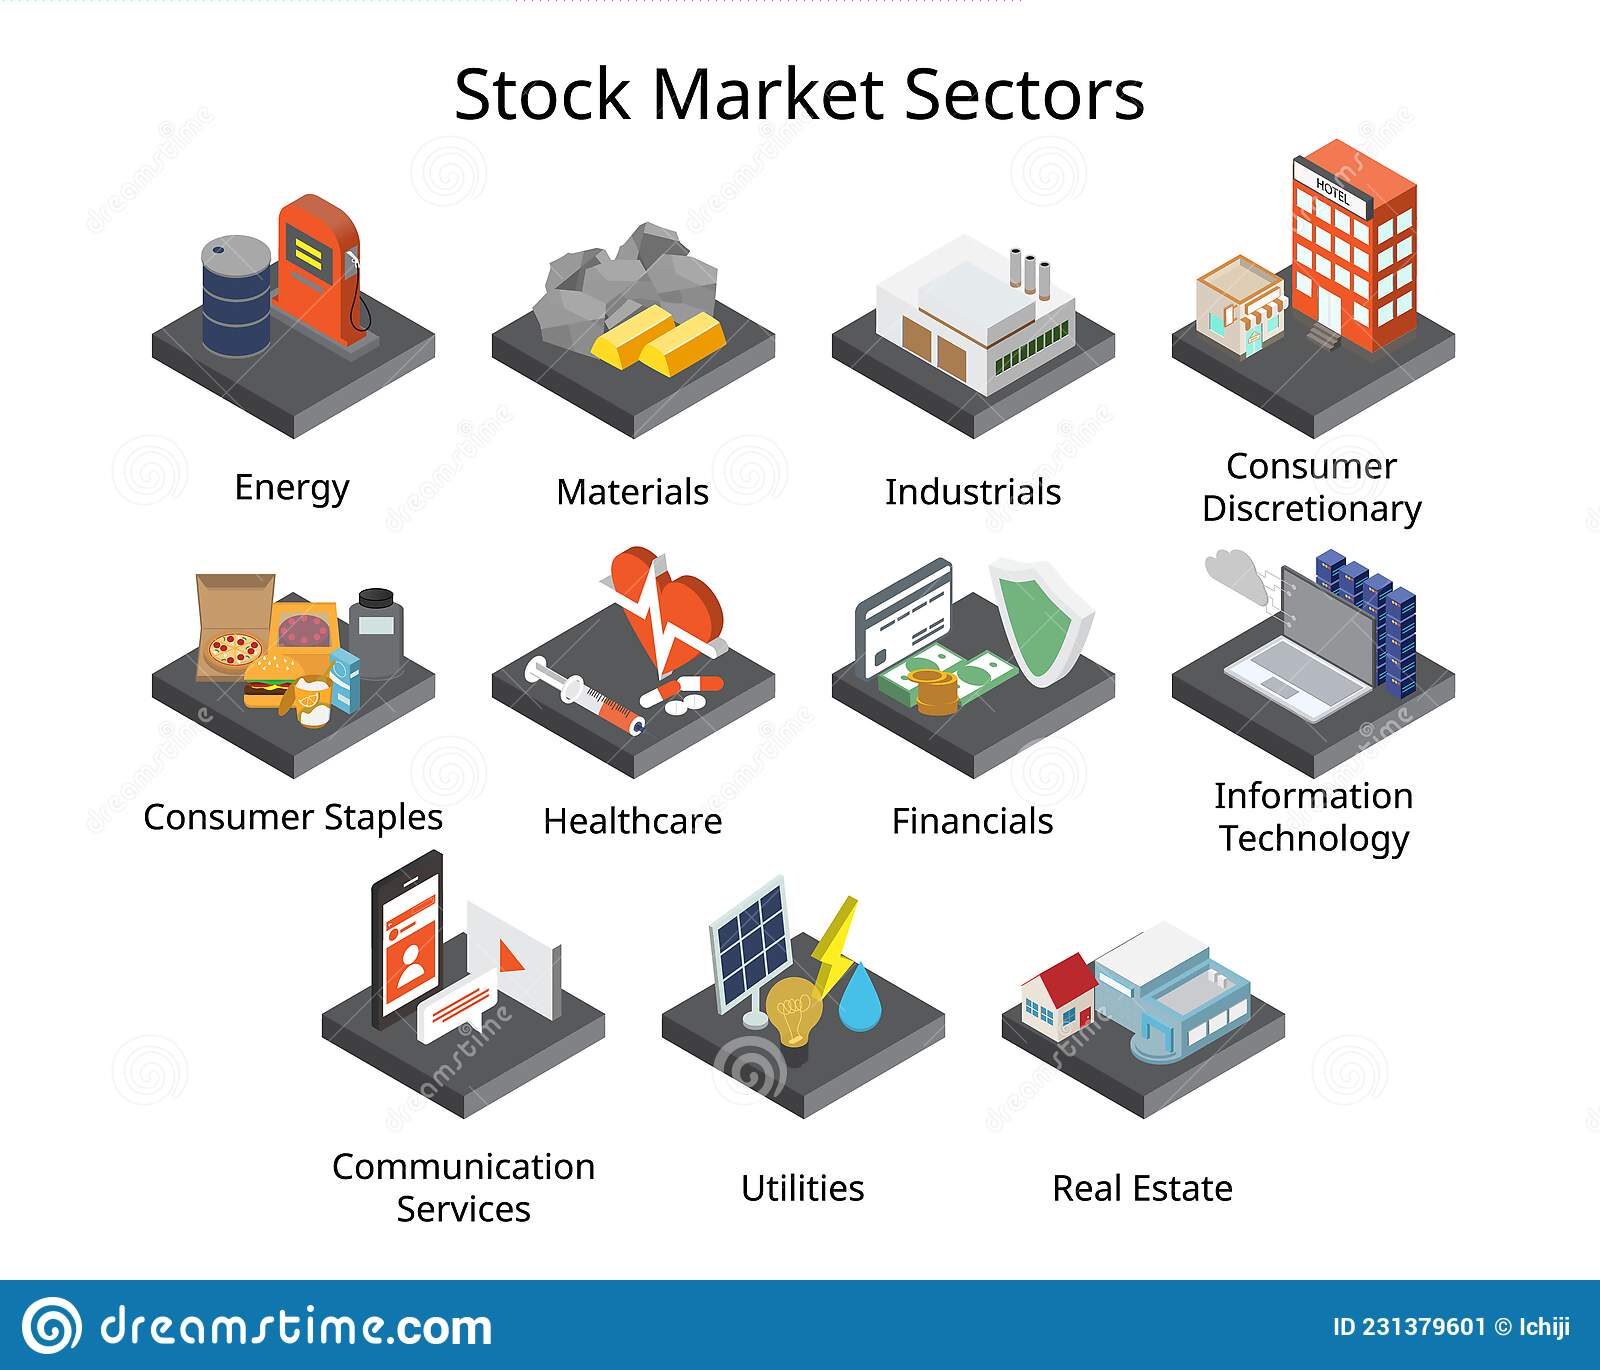 Stock Market Sectors
HOTEL
Energy
Materials
Industrials
Consumer
Discretionary
Consumer Staples
Healthcare
Financials
Information
Technology
Communication
Services
Utilities
Real Estate
dreamstime.com
ID 231379601 © Ichiji